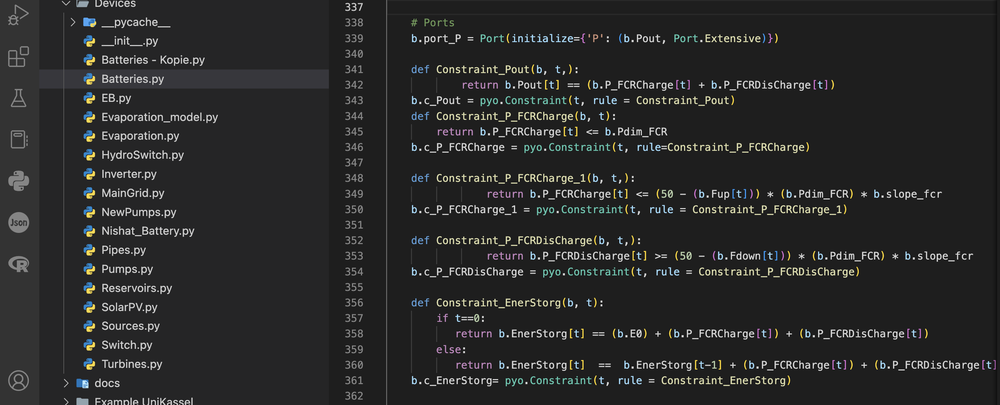 Devices
__pycache__
__init__.py
Batteries - Kopie.py
Batteries.py
EB.py
Evaporation_model.py
Evaporation.py
HydroSwitch.py
Inverter.py
MainGrid.py
NewPumps.py
Nishat_Battery.py
Pipes.py
Pumps.py
Reservoirs.py
SolarPV.py
Sources.py
Switch.py
Turbines.py
docs
Example UniKassel
Json
R
337
338 # Ports
339 b.port_P = Port(initialize={'P': (b.Pout, Port.Extensive)})
340
341 def Constraint_Pout(b, t,):
342 return b.Pout[t] == (b.P_FCRCharge[t] + b.P_FCRDisCharge[t])
343 b.c_Pout = pyo.Constraint(t, rule = Constraint_Pout)
344 def Constraint_P_FCRCharge(b, t):
345 return b.P_FCRCharge[t] <= b.Pdim_FCR
346 b.c_P_FCRCharge = pyo.Constraint(t, rule=Constraint_P_FCRCharge)
347
348 def Constraint_P_FCRCharge_1(b, t,):
349 return b.P_FCRCharge[t] <= (50 - (b.Fup[t])) * (b.Pdim_FCR) * b.slope_fcr
350 b.c_P_FCRCharge_1 = pyo.Constraint(t, rule = Constraint_P_FCRCharge_1)
351
352 def Constraint_P_FCRDisCharge(b, t,):
353 return b.P_FCRDisCharge[t] >= (50 - (b.Fdown[t])) * (b.Pdim_FCR) * b.slope_fcr
354 b.c_P_FCRDisCharge = pyo.Constraint(t, rule = Constraint_P_FCRDisCharge)
355
356 def Constraint_EnerStorg(b, t):
357 if t==0:
358 return b.EnerStorg[t] == (b.E0) + (b.P_FCRCharge[t]) + (b.P_FCRDisCharge[t])
359 else:
360 return b.EnerStorg[t]  ==  b.EnerStorg[t-1] + (b.P_FCRCharge[t]) + (b.P_FCRDisCharge[t]
361 b.c_EnerStorg= pyo.Constraint(t, rule = Constraint_EnerStorg)
362